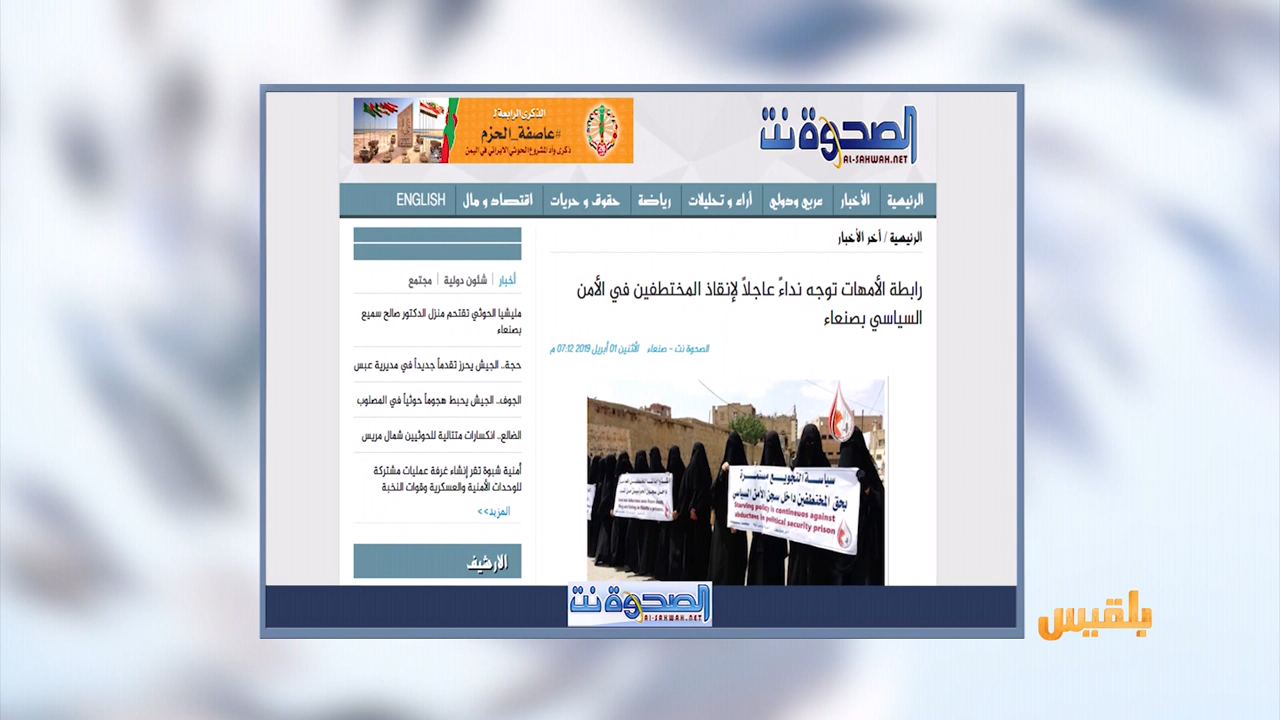 الذكرى الرابعة لـ
#عاصفة_الحزم
ذكرى وأد المشروع الحوثي الايراني في اليمن
الصحوة نت
AL-SAHWAH.NET
الرئيسية
الأخبار
عربي ودولي
آراء و تحليلات
رياضة
حقوق و حريات
اقتصاد و مال
ENGLISH
الرئيسية / آخر الأخبار
رابطة الأمهات توجه نداءً عاجلاً لإنقاذ المختطفين في الأمن
السياسي بصنعاء
الصحوة نت - صنعاء الأثنين 01 أبريل 2019 07:12 م
سياسة التجويع مستمرة
بحق المختطفين داخل سجن الأمن السياسي
Starving policy is continueos against
abductees in political security prison
أخبار | شئون دولية | مجتمع
مليشيا الحوثي تقتحم منزل الدكتور صالح سميع
بصنعاء
حجة.. الجيش يحرز تقدماً جديداً في مديرية عبس
الجوف.. الجيش يحبط هجوماً حوثياً في المصلوب
الضالع.. انكسارات متتالية للحوثيين شمال مريس
أمنية شبوة تقر إنشاء غرفة عمليات مشتركة
للوحدات الأمنية والعسكرية وقوات النخبة
المزيد>>
الارشيف
الصحوة نت
AL-SAHWAH.NET
بلقيس